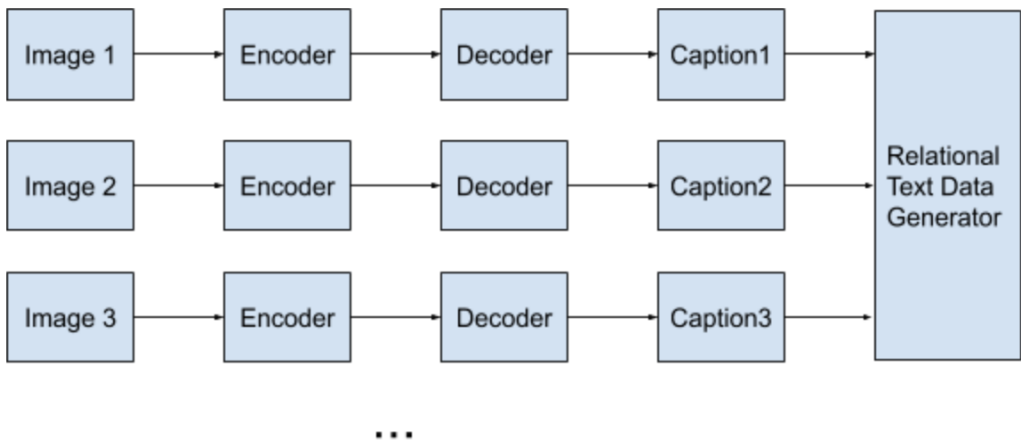 Image 1
Encoder
Decoder
Caption1
Image 2
Encoder
Decoder
Caption2
Relational
Text Data
Generator
Image 3
Encoder
Decoder
Caption3
...